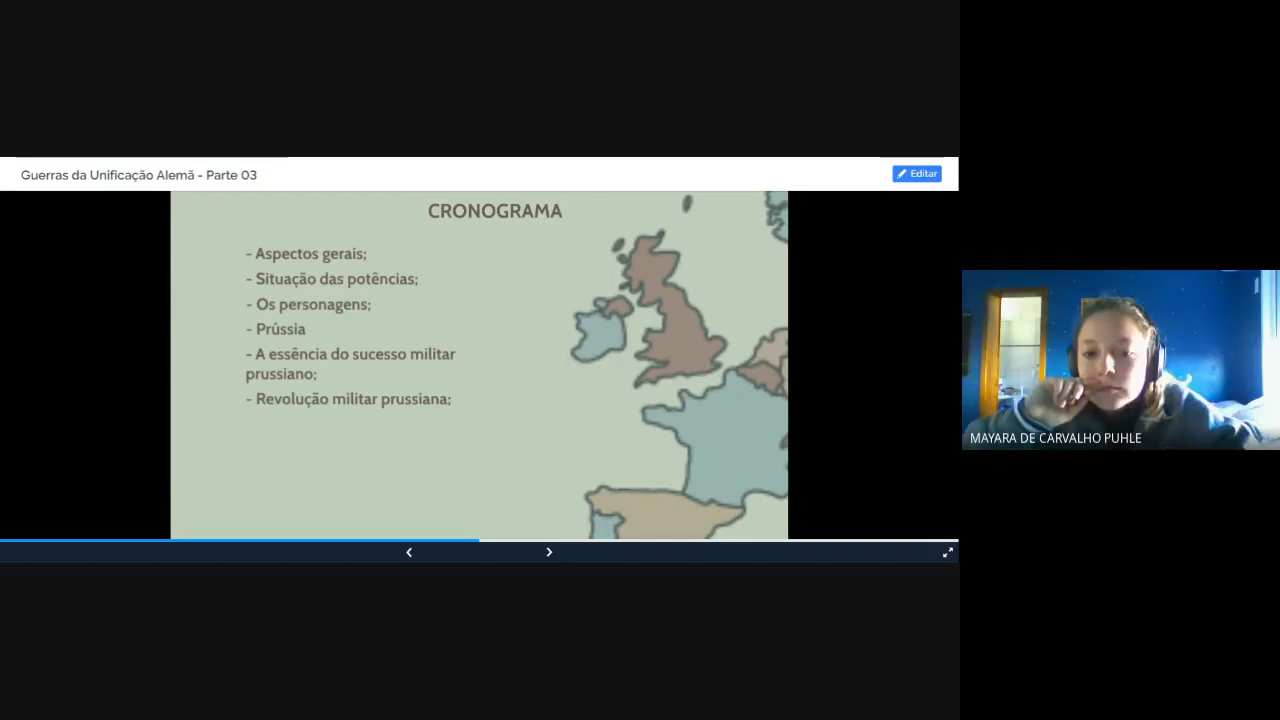 Guerras da Unificação Alemã - Parte 03
Editar
CRONOGRAMA
- Aspectos gerais;
- Situação das potências;
- Os personagens;
- Prússia
- A essência do sucesso militar
prussiano;
- Revolução militar prussiana;
MAYARA DE CARVALHO PUHLE